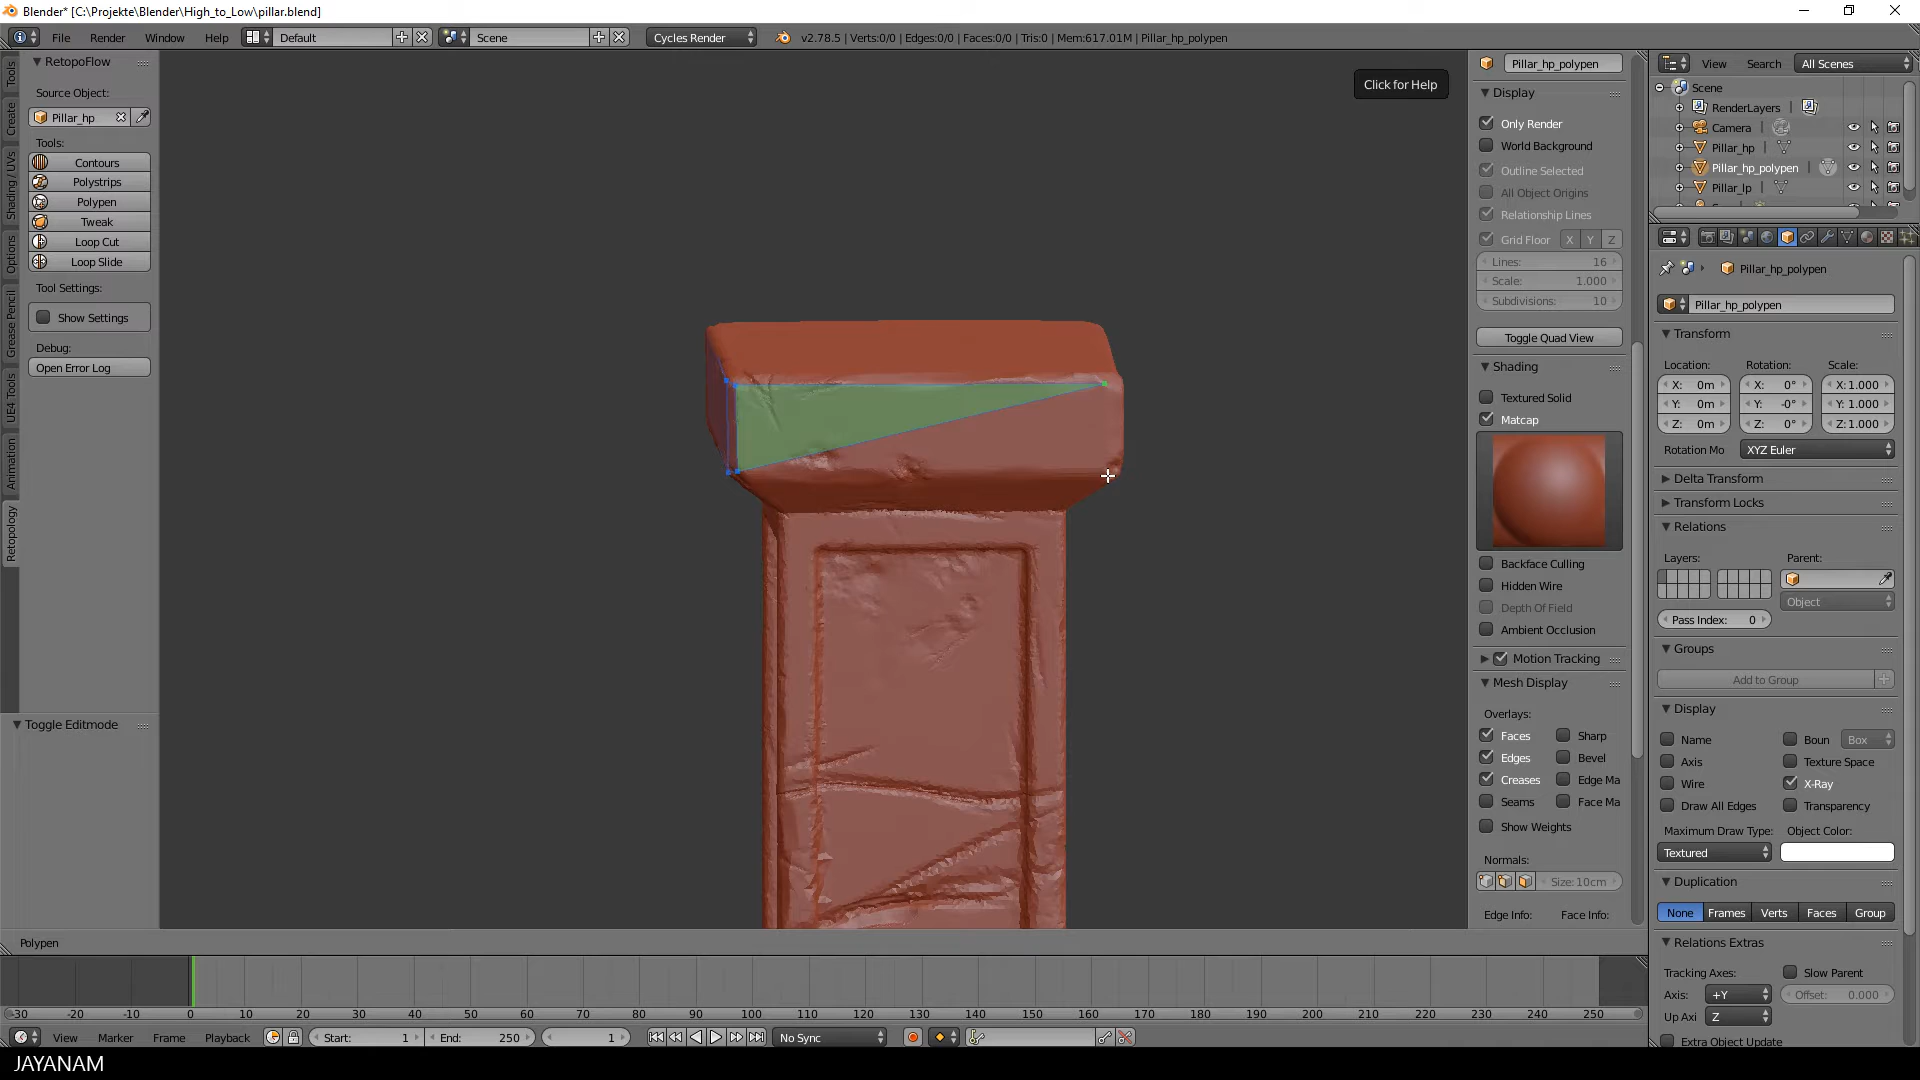 Blender* [C:\Projekte\Blender\High_to_Low\pillar.blend]
File Render Window Help Default Scene Cycles Render v2.78.5 | Verts:0/0 | Edges:0/0 | Faces:0/0 | Tris:0 | Mem:617.01M | Pillar_hp_polypen
Tools
Create
Shading / UVs
Options
Grease Pencil
UE4 Tools
Animation
Retopology
RetopoFlow
Source Object:
Pillar_hp
Tools:
Contours
Polystrips
Polypen
Tweak
Loop Cut
Loop Slide
Tool Settings:
Show Settings
Debug:
Open Error Log
Toggle Editmode
Click for Help
Pillar_hp_polypen
Display
Only Render
World Background
Outline Selected
All Object Origins
Relationship Lines
Grid Floor X Y Z
Lines: 16
Scale: 1.000
Subdivisions: 10
Toggle Quad View
Shading
Textured Solid
Matcap
Backface Culling
Hidden Wire
Depth Of Field
Ambient Occlusion
Motion Tracking
Mesh Display
Overlays:
Faces Sharp
Edges Bevel
Creases Edge Ma
Seams Face Ma
Show Weights
Normals:
Size:10cm
Edge Info: Face Info:
View Search All Scenes
Scene
RenderLayers
Camera
Pillar_hp
Pillar_hp_polypen
Pillar_lp
Pillar_hp_polypen
Pillar_hp_polypen
Transform
Location: Rotation: Scale:
X: 0m X: 0° X:1.000
Y: 0m Y: -0° Y: 1.000
Z: 0m Z: 0° Z:1.000
Rotation Mo XYZ Euler
Delta Transform
Transform Locks
Relations
Layers: Parent:
Object
Pass Index: 0
Groups
Add to Group
Display
Name Boun Box
Axis Texture Space
Wire X-Ray
Draw All Edges Transparency
Maximum Draw Type: Object Color:
Textured
Duplication
None Frames Verts Faces Group
Relations Extras
Tracking Axes: Slow Parent
Axis: +Y Offset: 0.000
Up Axi Z
Extra Object Update
Polypen
-30 -20 -10 0 10 20 30 40 50 60 70 80 90 100 110 120 130 140 150 160 170 180 190 200 210 220 230 240 250
View Marker Frame Playback Start: 1 End: 250 1 No Sync
JAYANAM